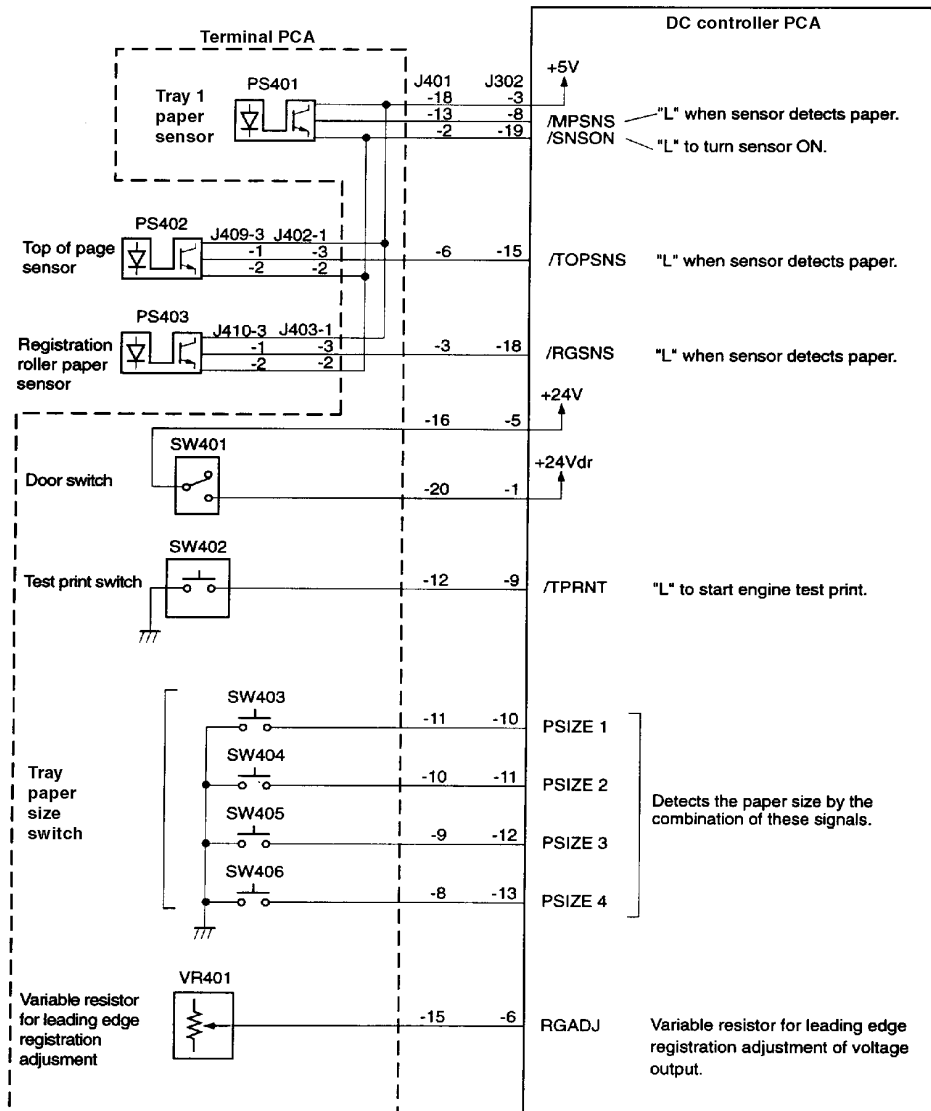 DC controller PCA
Terminal PCA
+5V
PS401 J401 J302
Tray 1
paper
sensor
-18 -3
-13 -8 /MPSNS "L" when sensor detects paper.
-2 -19 /SNSON "L" to turn sensor ON.
PS402
Top of page
sensor
J409-3 J402-1
-1 -3 -6 -15 /TOPSNS "L" when sensor detects paper.
-2 -2
PS403
Registration
roller paper
sensor
J410-3 J403-1
-1 -3 -3 -18 /RGSNS "L" when sensor detects paper.
-2 -2
+24V
-16 -5
SW401
Door switch
+24Vdr
-20 -1
SW402
Test print switch -12 -9 /TPRNT "L" to start engine test print.
Tray
paper
size
switch
SW403
-11 -10 PSIZE 1
SW404
-10 -11 PSIZE 2
SW405
-9 -12 PSIZE 3
SW406
-8 -13 PSIZE 4
Detects the paper size by the
combination of these signals.
VR401
Variable resistor
for leading edge
registration
adjusment
-15 -6 RGADJ
Variable resistor for leading edge
registration adjustment of voltage
output.